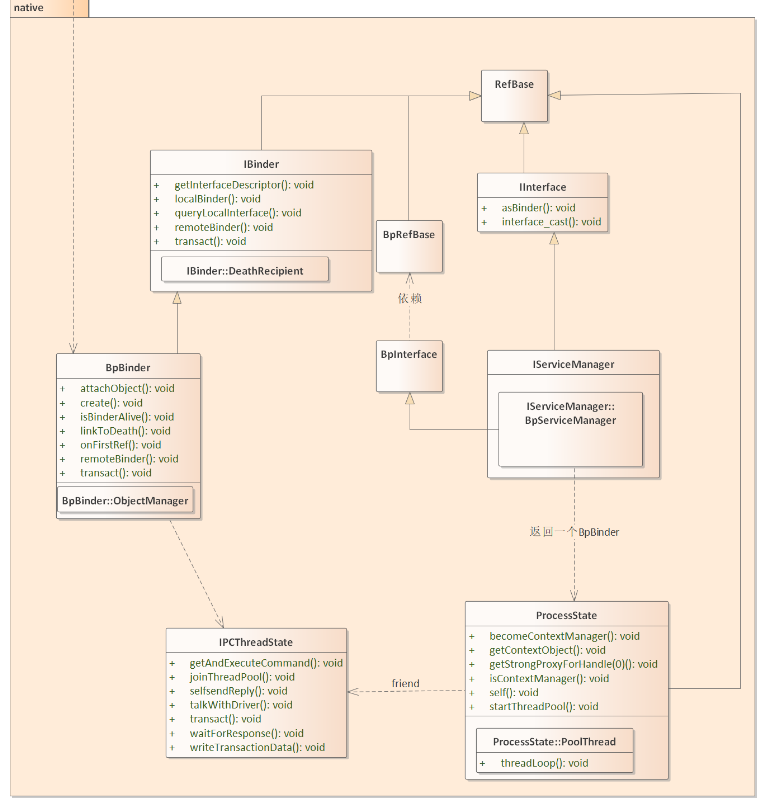 native
RefBase
IBinder
+ getInterfaceDescriptor(): void
+ localBinder(): void
+ queryLocalInterface(): void
+ remoteBinder(): void
+ transact(): void
IBinder::DeathRecipient
IInterface
+ asBinder(): void
+ interface_cast(): void
BpRefBase
依赖
BpInterface
BpBinder
+ attachObject(): void
+ create(): void
+ isBinderAlive(): void
+ linkToDeath(): void
+ onFirstRef(): void
+ remoteBinder(): void
+ transact(): void
BpBinder::ObjectManager
IServiceManager
IServiceManager::
BpServiceManager
返回一个BpBinder
IPCThreadState
+ getAndExecuteCommand(): void
+ joinThreadPool(): void
+ selfsendReply(): void
+ talkWithDriver(): void
+ transact(): void
+ waitForResponse(): void
+ writeTransactionData(): void
friend
ProcessState
+ becomeContextManager(): void
+ getContextObject(): void
+ getStrongProxyForHandle(0)(): void
+ isContextManager(): void
+ self(): void
+ startThreadPool(): void
ProcessState::PoolThread
+ threadLoop(): void